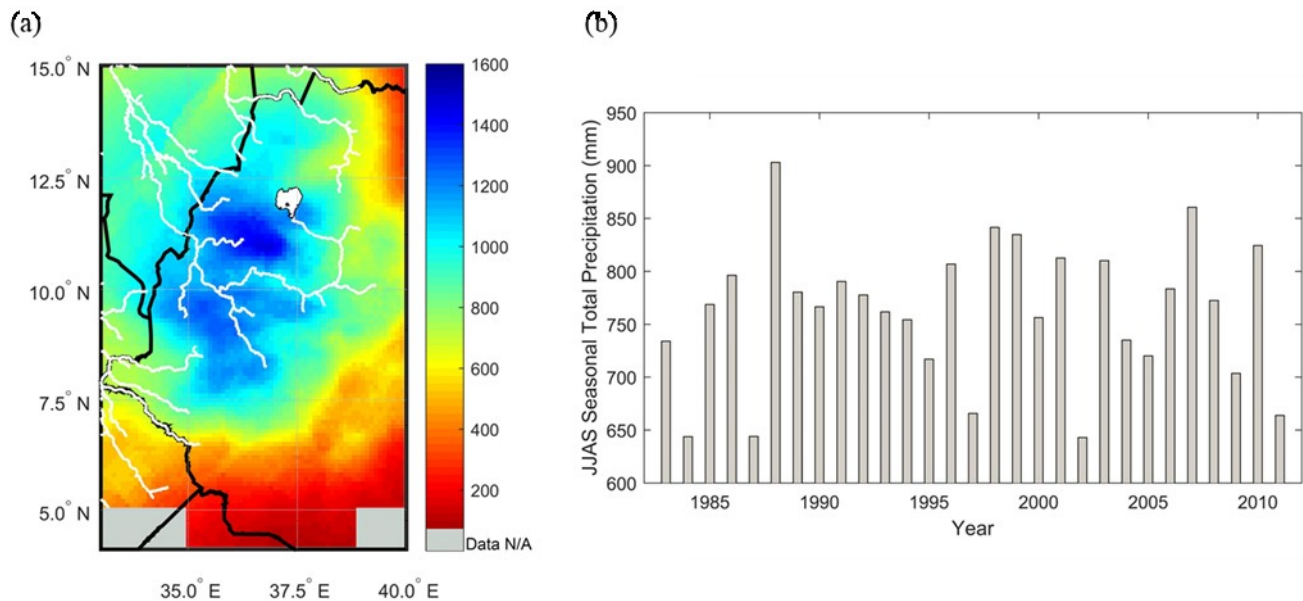 (a)
15.0° N
12.5° N
10.0° N
7.5° N
5.0° N
35.0° E
37.5° E
40.0° E
1600
1400
1200
1000
800
600
400
200
Data N/A
(b)
JJAS Seasonal Total Precipitation (mm)
950
900
850
800
750
700
650
600
1985
1990
1995
2000
2005
2010
Year